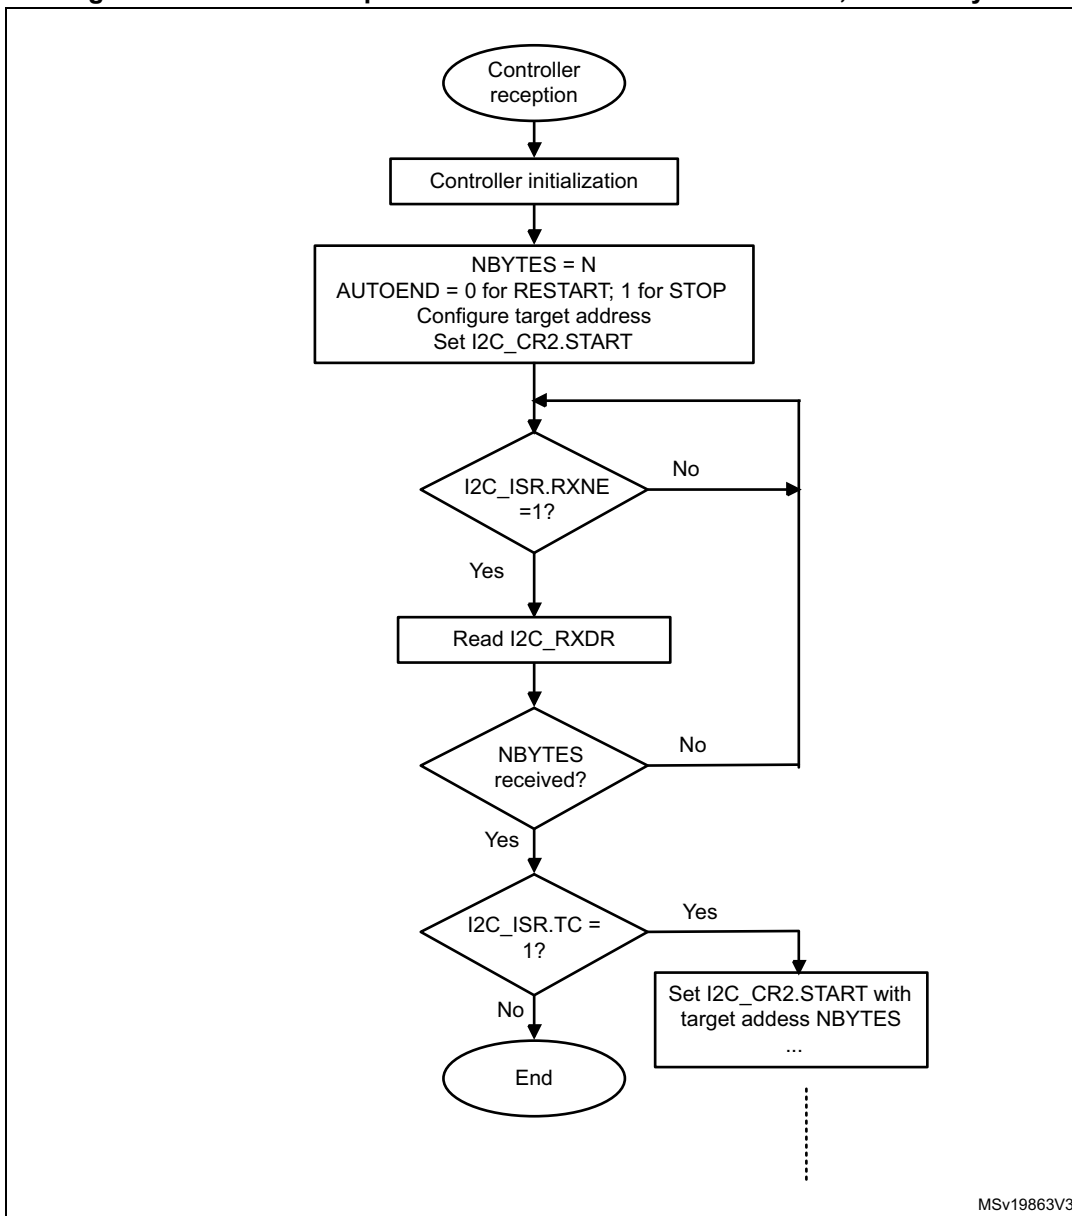 Controller
reception
Controller initialization
NBYTES = N
AUTOEND = 0 for RESTART; 1 for STOP
Configure target address
Set I2C_CR2.START
I2C_ISR.RXNE
=1?
No
Yes
Read I2C_RXDR
NBYTES
received?
No
Yes
I2C_ISR.TC =
1?
Yes
No
Set I2C_CR2.START with
target addess NBYTES
...
End
MSv19863V3